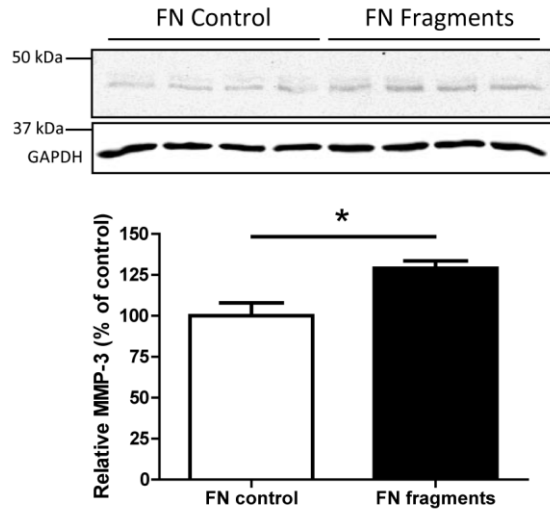 FN Control FN Fragments
50 kDa
37 kDa
GAPDH
*
Relative MMP-3 (% of control)
150
125
100
75
50
25
0
FN control FN fragments